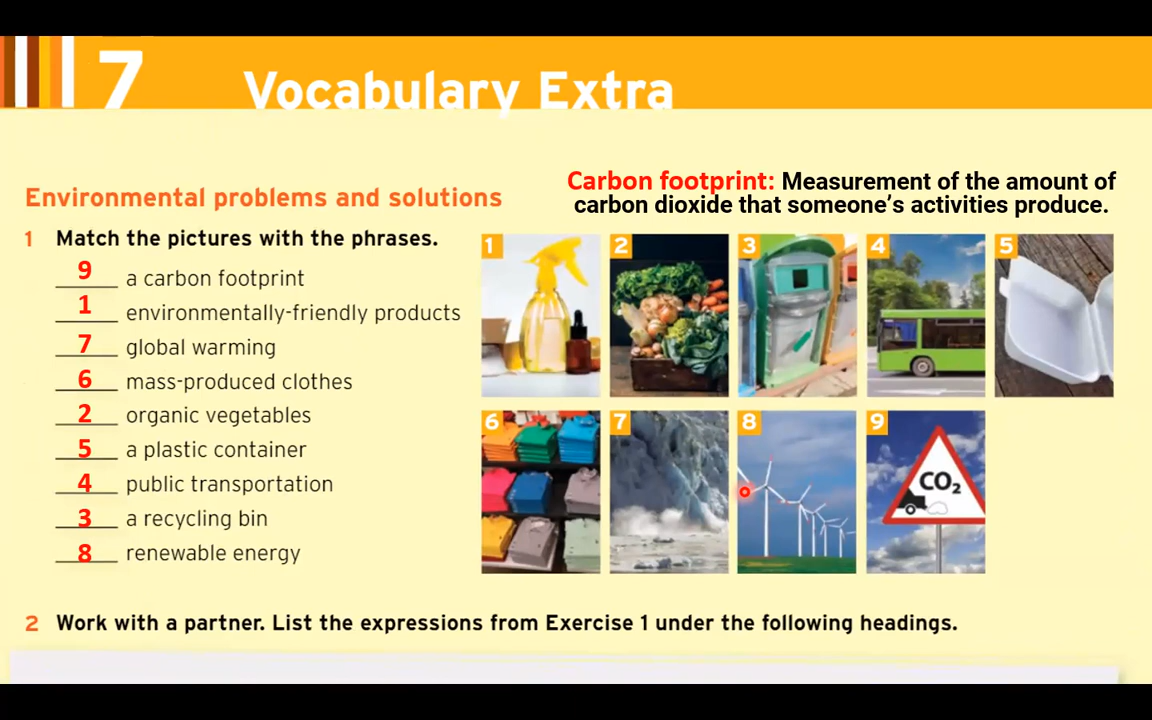 7 Vocabulary Extra
Carbon footprint: Measurement of the amount of
carbon dioxide that someone's activities produce.
Environmental problems and solutions
1 Match the pictures with the phrases.
9 a carbon footprint
1 environmentally-friendly products
7 global warming
6 mass-produced clothes
2 organic vegetables
5 a plastic container
4 public transportation
3 a recycling bin
8 renewable energy
1 2 3 4 5
6 7 8 9
CO₂
2 Work with a partner. List the expressions from Exercise 1 under the following headings.